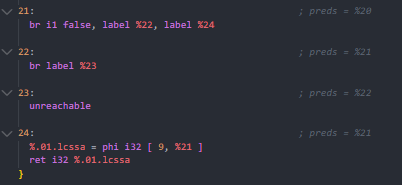 21: ; preds = %20
br i1 false, label %22, label %24
22: ; preds = %21
br label %23
23: ; preds = %22
unreachable
24: ; preds = %21
%.01.lcssa = phi i32 [ 9, %21 ]
ret i32 %.01.lcssa
}